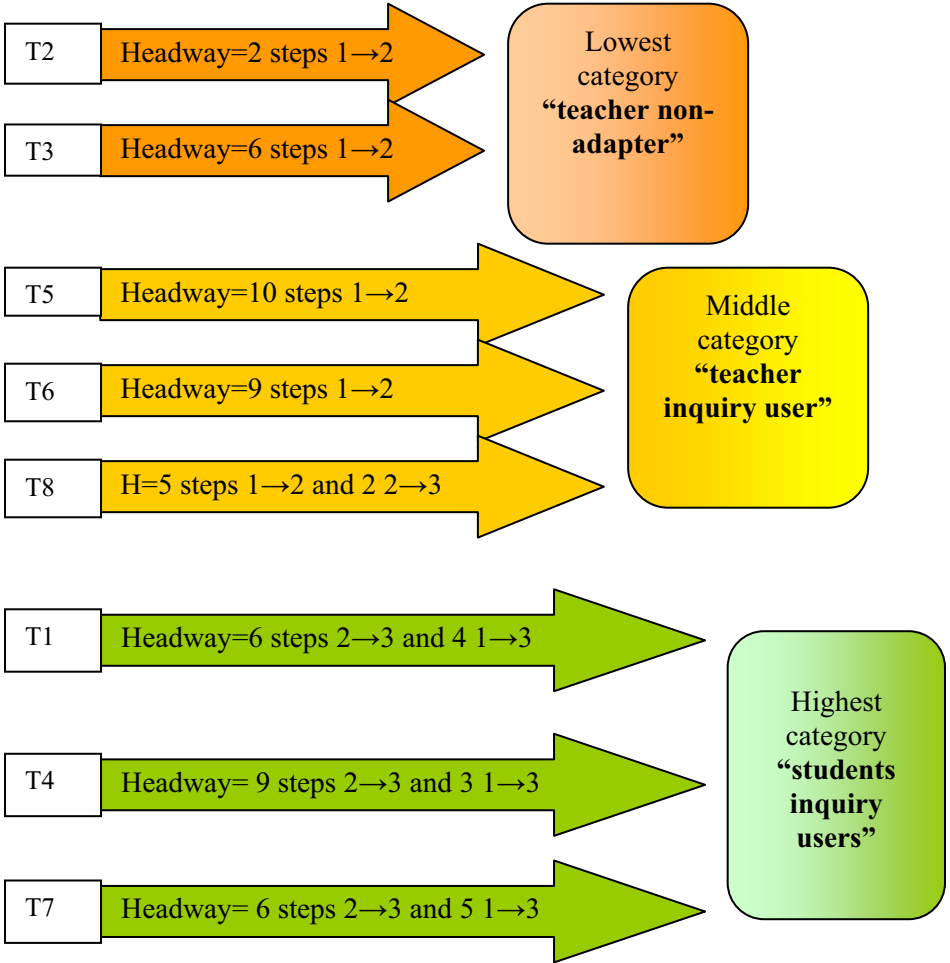 T2
Headway=2 steps 1→2
T3
Headway=6 steps 1→2
Lowest
category
“teacher non-
adapter”
T5
Headway=10 steps 1→2
T6
Headway=9 steps 1→2
T8
H=5 steps 1→2 and 2 2→3
Middle
category
“teacher
inquiry user”
T1
Headway=6 steps 2→3 and 4 1→3
T4
Headway= 9 steps 2→3 and 3 1→3
T7
Headway= 6 steps 2→3 and 5 1→3
Highest
category
“students
inquiry
users”